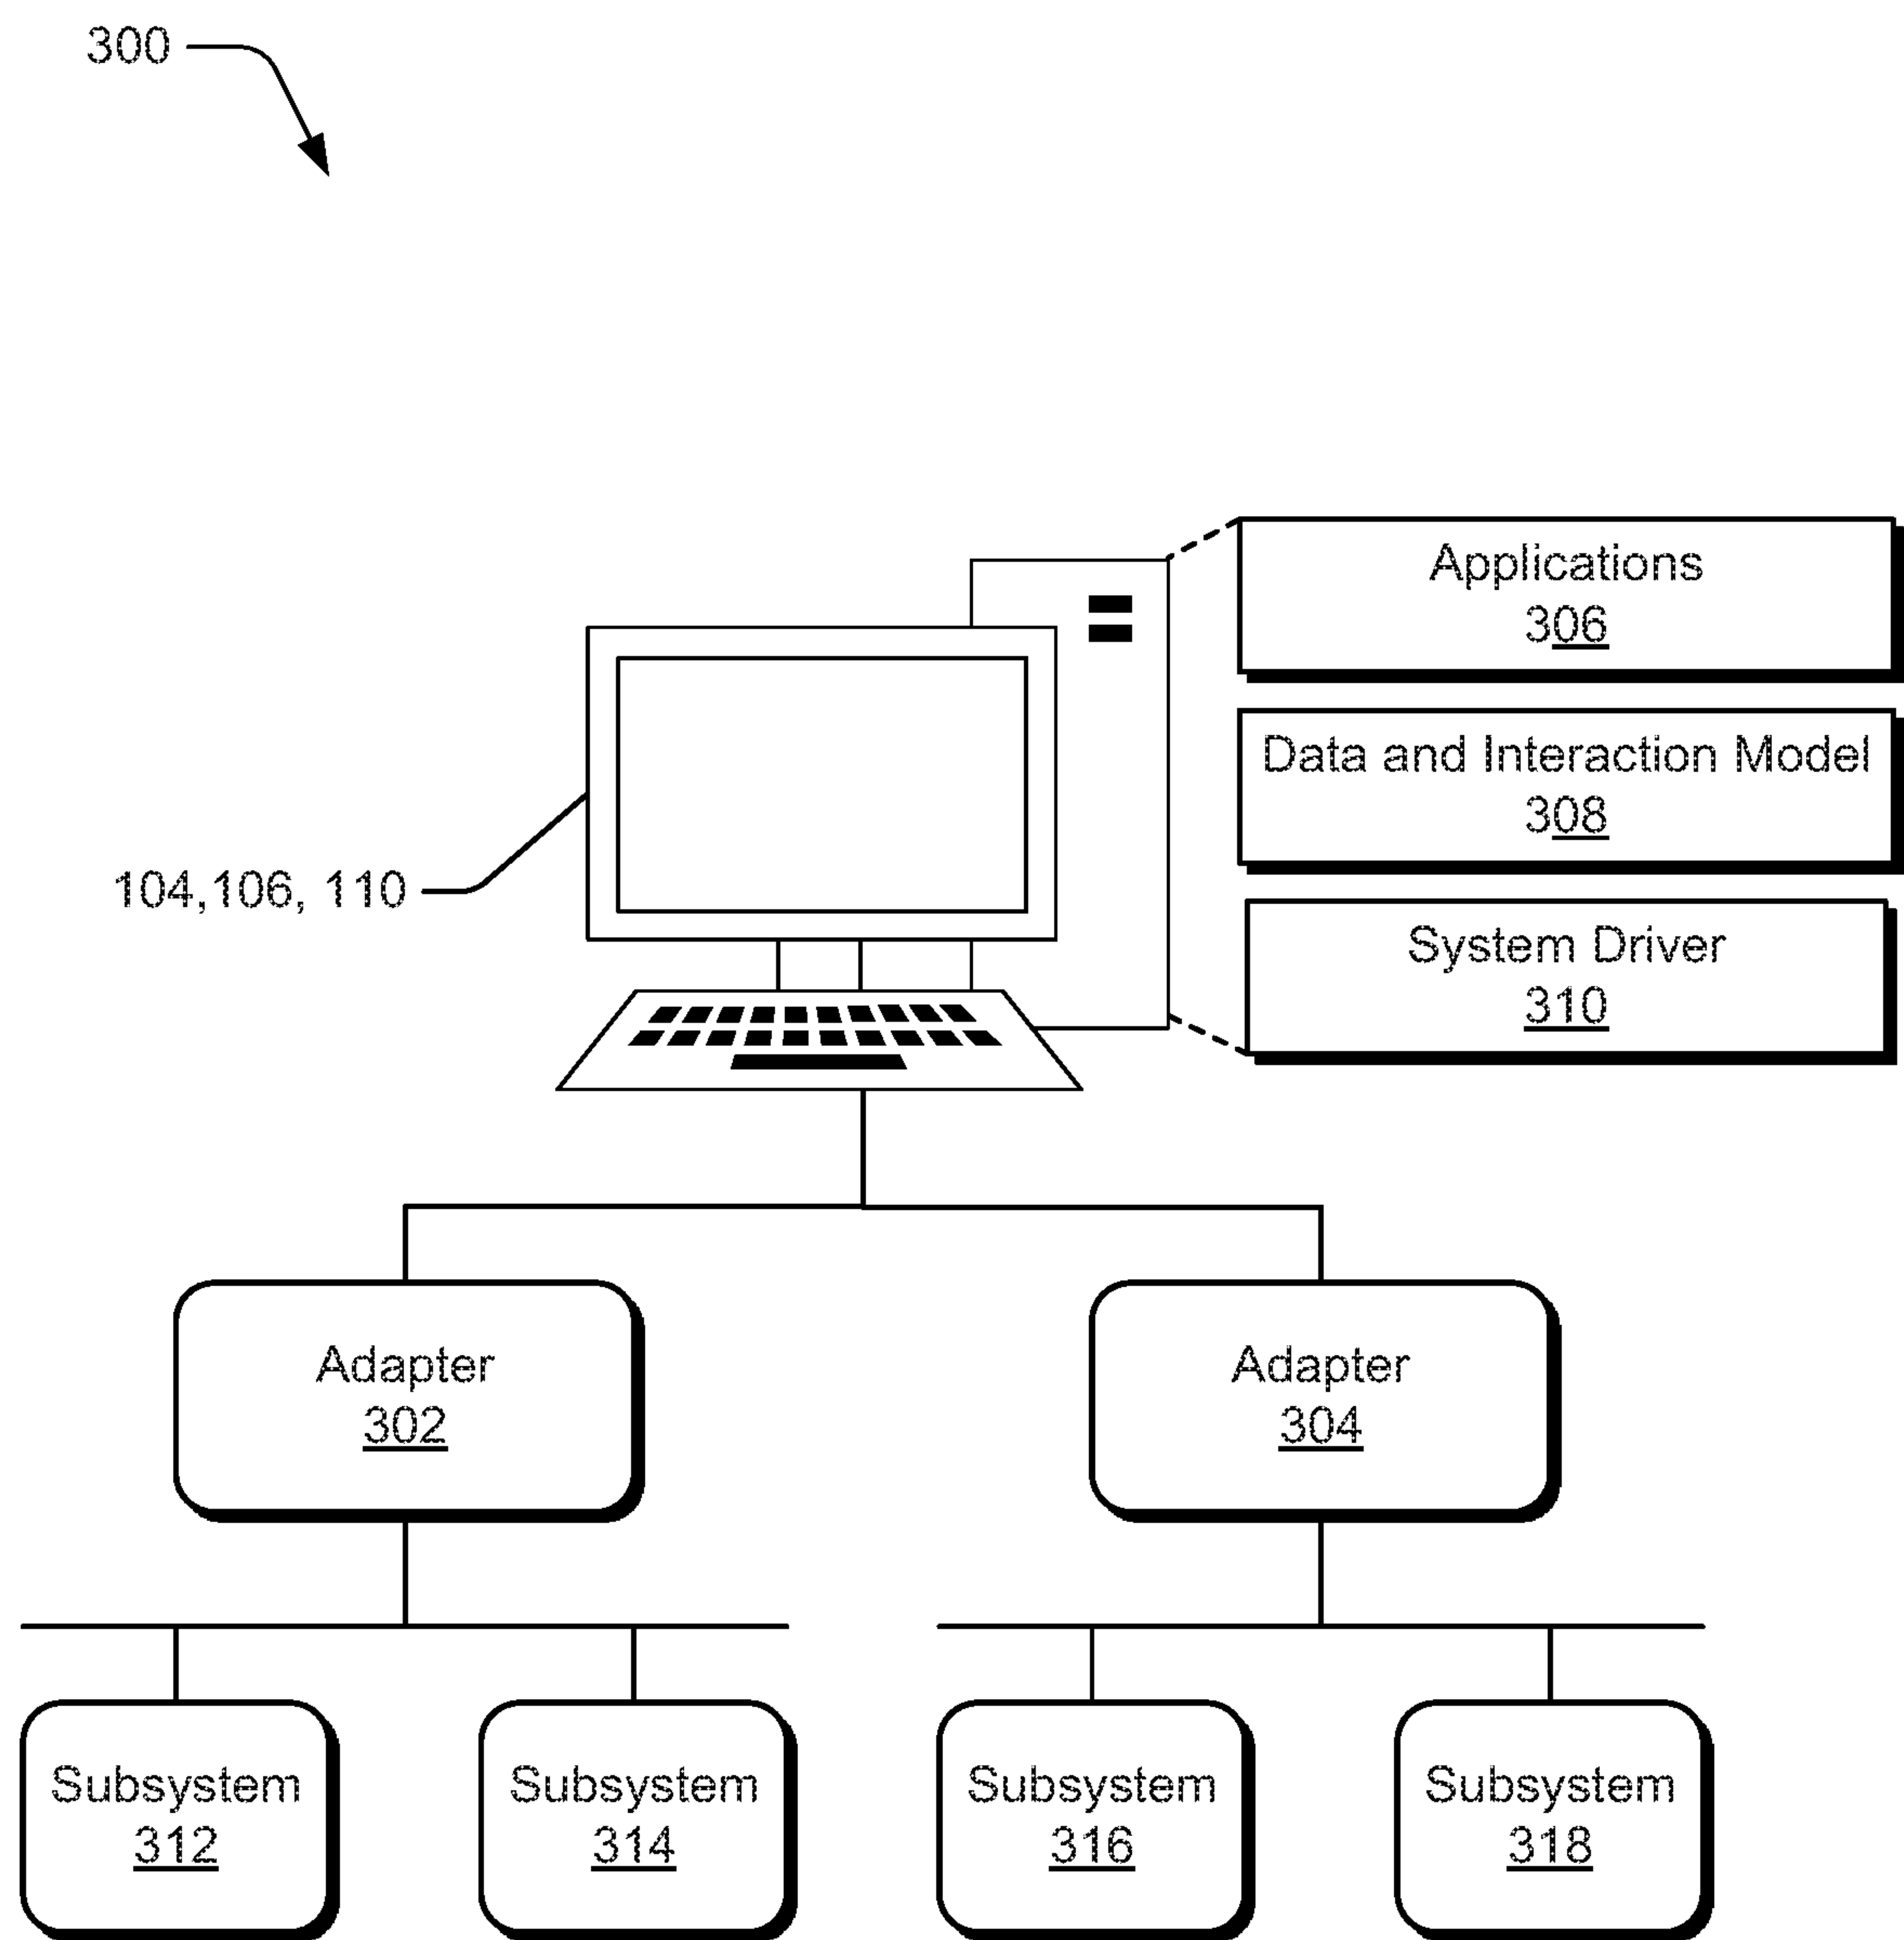 300
Applications
306
Data and Interaction Model
308
104,106, 110
System Driver
310
Adapter
302
Adapter
304
Subsystem
312
Subsystem
314
Subsystem
316
Subsystem
318